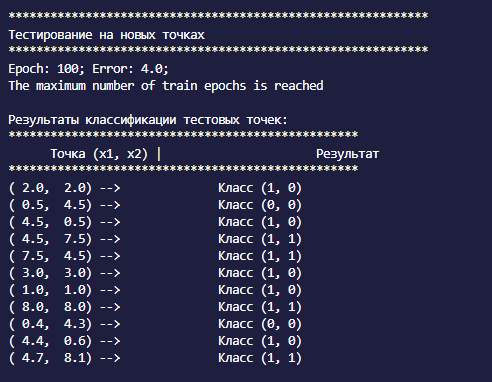 ************************************************************
Тестирование на новых точках
************************************************************
Epoch: 100; Error: 4.0;
The maximum number of train epochs is reached
Результаты классификации тестовых точек:
**************************************************
Точка (x1, x2) | Результат
**************************************************
( 2.0, 2.0) --> Класс (1, 0)
( 0.5, 4.5) --> Класс (0, 0)
( 4.5, 0.5) --> Класс (1, 0)
( 4.5, 7.5) --> Класс (1, 1)
( 7.5, 4.5) --> Класс (1, 1)
( 3.0, 3.0) --> Класс (1, 0)
( 1.0, 1.0) --> Класс (1, 0)
( 8.0, 8.0) --> Класс (1, 1)
( 0.4, 4.3) --> Класс (0, 0)
( 4.4, 0.6) --> Класс (1, 0)
( 4.7, 8.1) --> Класс (1, 1)